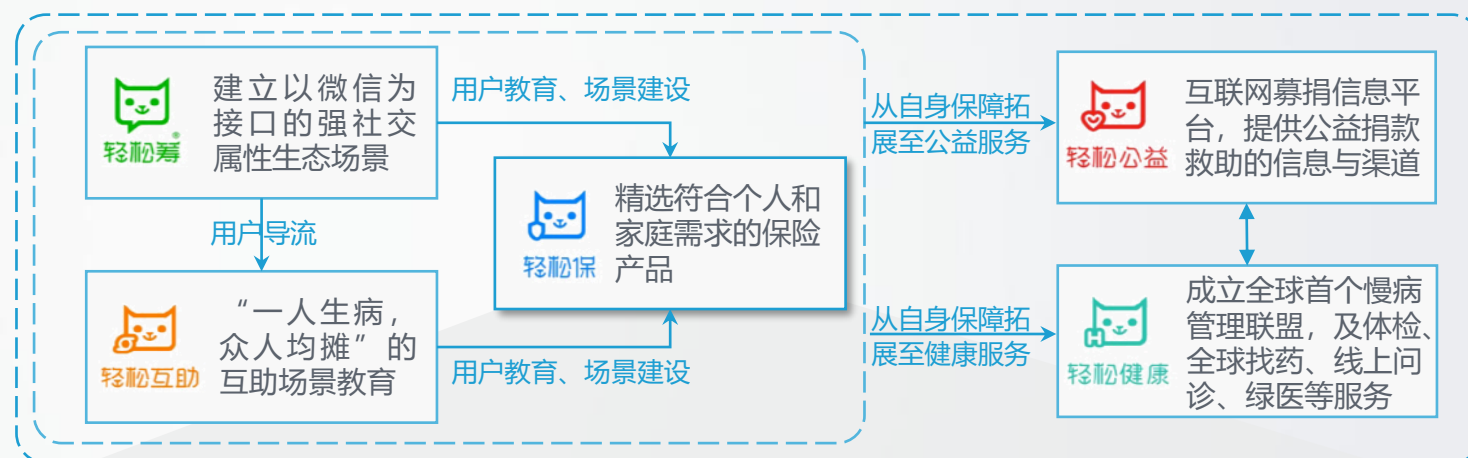 建立以微信为
接口的强社交
属性生态场景
轻松筹®
用户教育、场景建设
用户导流
“一人生病，
众人均摊”的
互助场景教育
轻松互助
用户教育、场景建设
精选符合个人和
家庭需求的保险
产品
轻松保
从自身保障拓
展至公益服务
从自身保障拓
展至健康服务
互联网募捐信息平
台，提供公益捐款
救助的信息与渠道
轻松公益
成立全球首个慢病
管理联盟，及体检、
全球找药、线上问
诊、绿医等服务
轻松健康